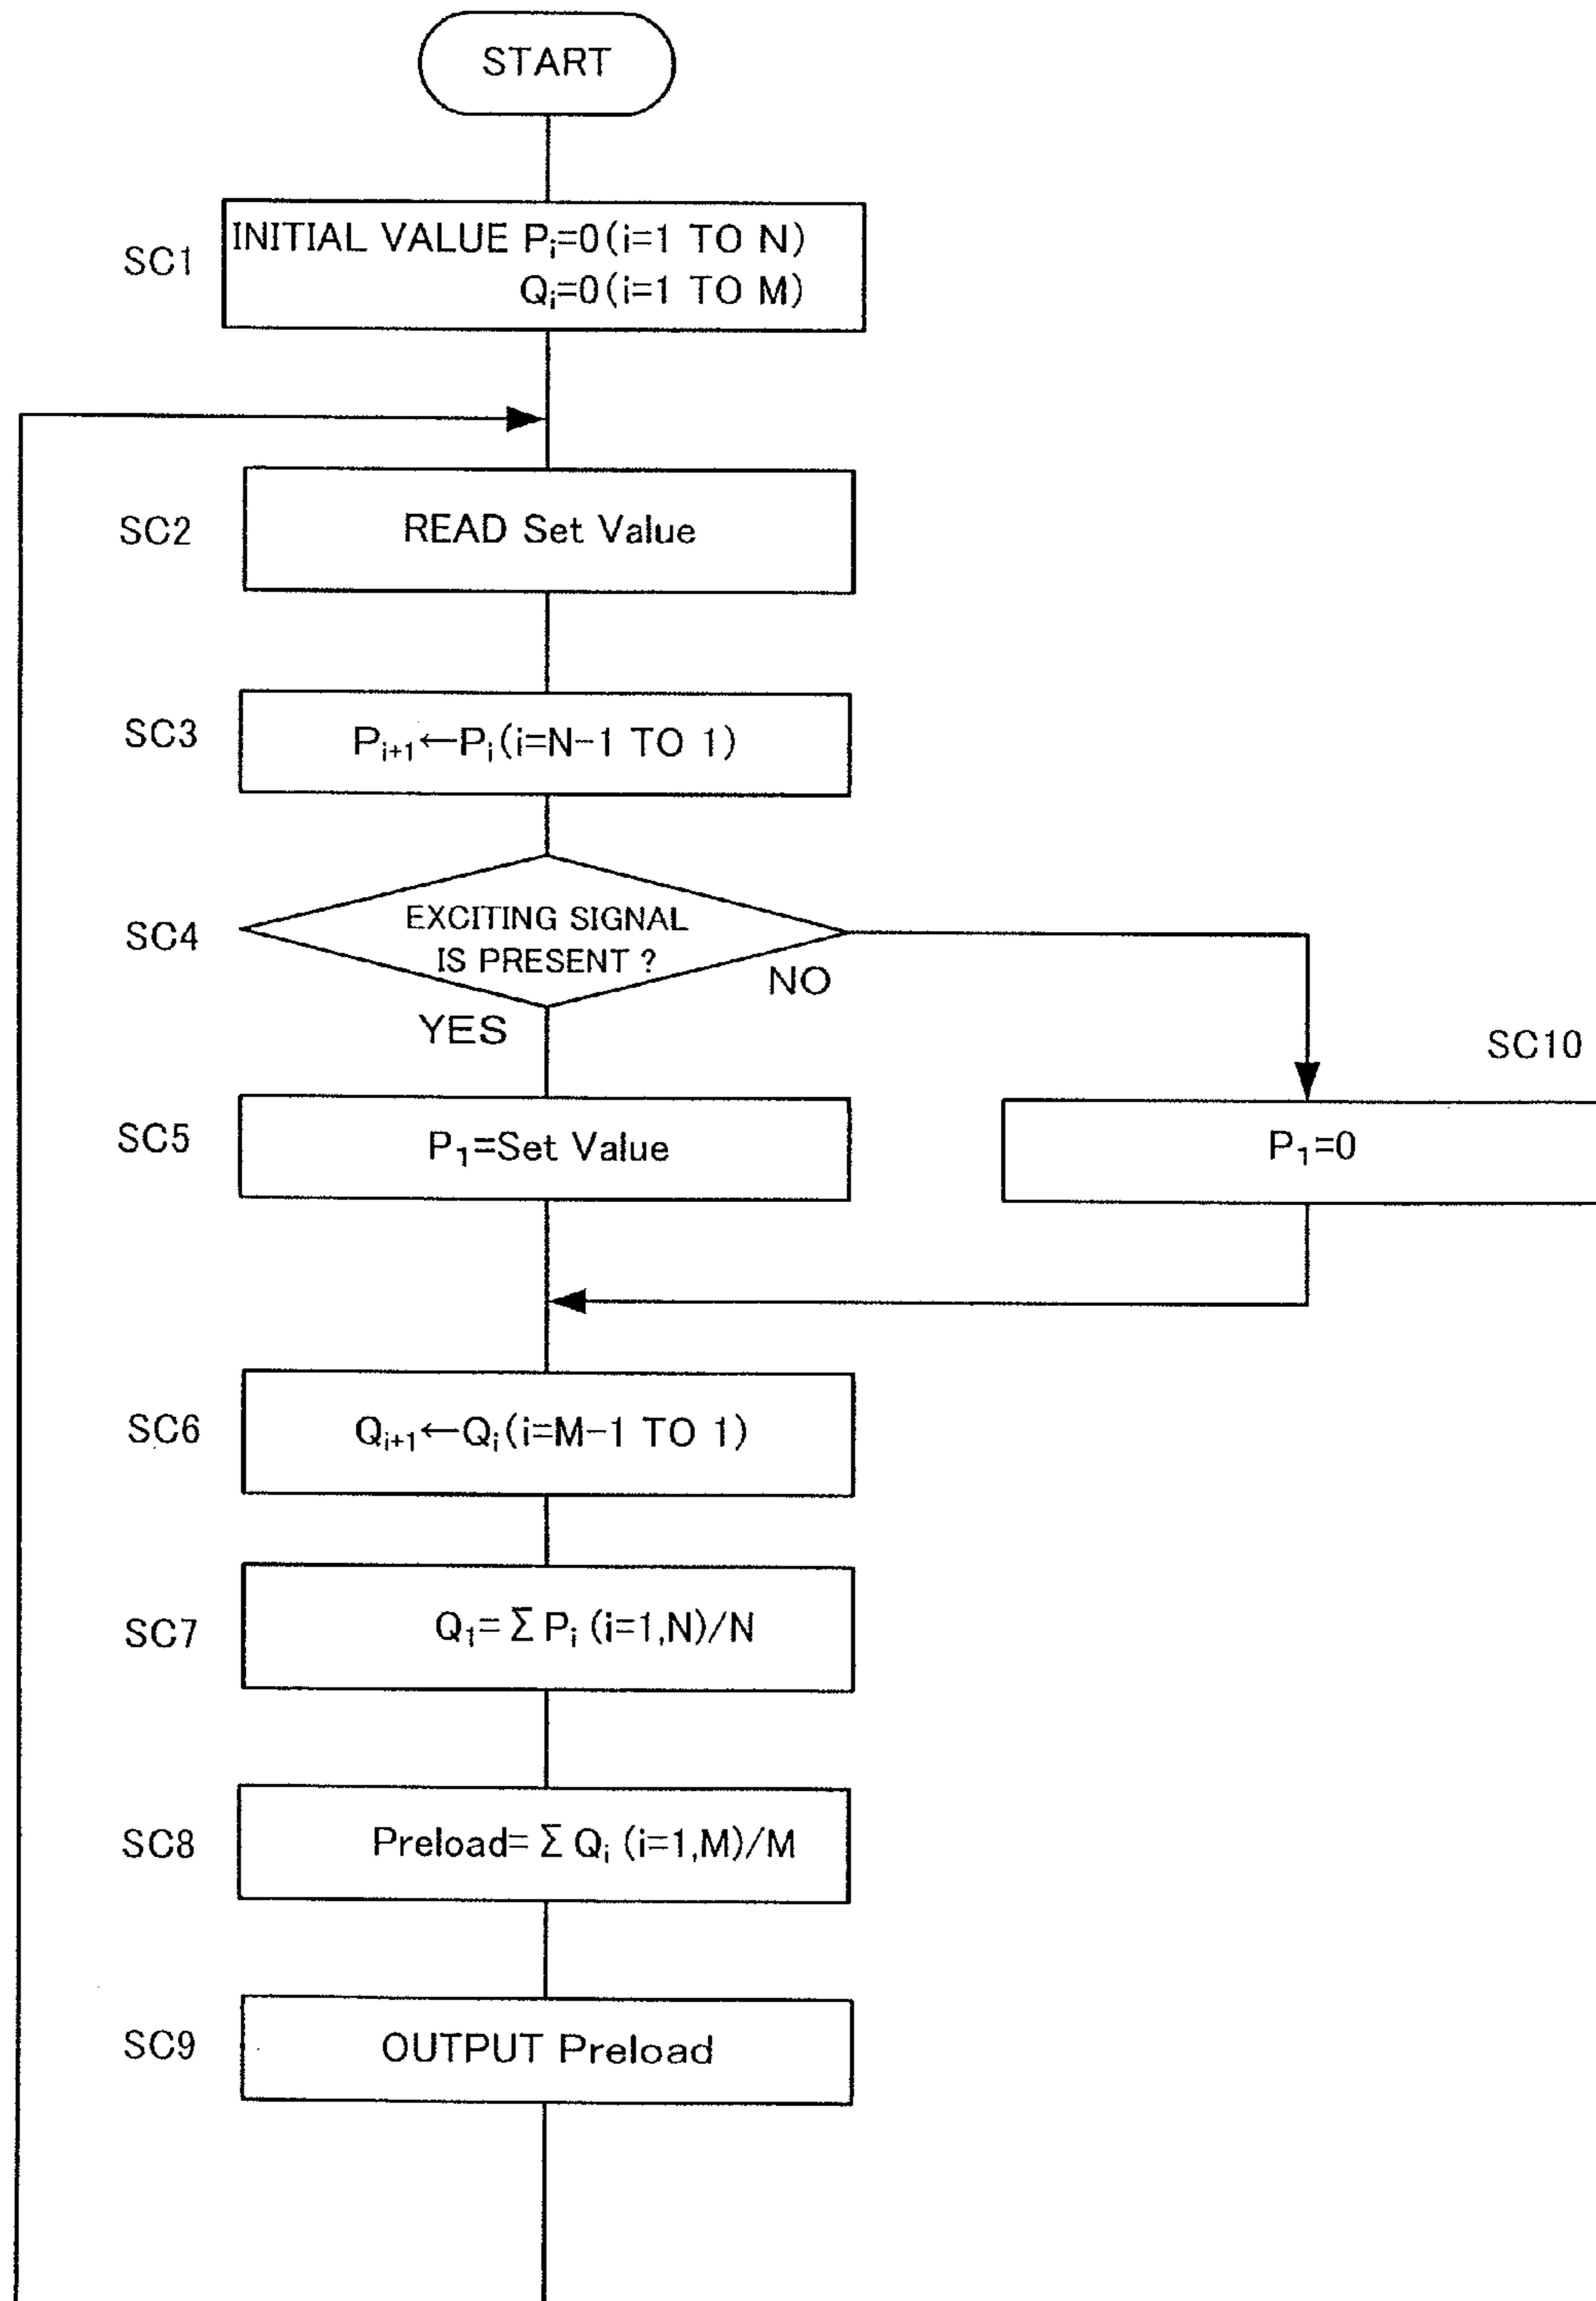 START
SC1
INITIAL VALUE Pᵢ=0(i=1 TO N)
Qᵢ=0(i=1 TO M)
SC2
READ Set Value
SC3
Pᵢ₊₁←Pᵢ(i=N-1 TO 1)
SC4
EXCITING SIGNAL
IS PRESENT ?
NO
YES
SC10
SC5
P₁=Set Value
P₁=0
SC6
Qᵢ₊₁←Qᵢ(i=M-1 TO 1)
SC7
Q₁=Σ Pᵢ (i=1,N)/N
SC8
Preload=Σ Qᵢ (i=1,M)/M
SC9
OUTPUT Preload